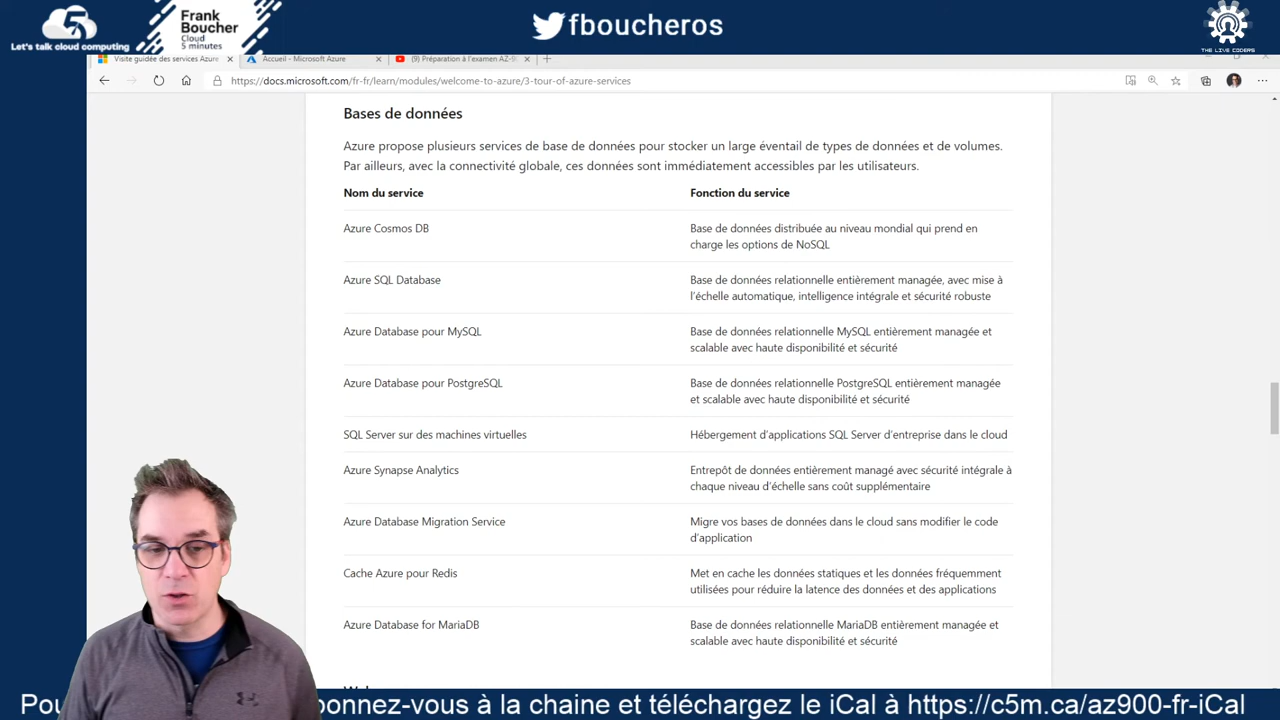 Let's talk cloud computing
Frank
Boucher
Cloud
5 minutes
fboucheros
THE LIVE CODERS
Visite guidée des services Azure
Accueil - Microsoft Azure
(9) Préparation à l'examen AZ-9
https://docs.microsoft.com/fr-fr/learn/modules/welcome-to-azure/3-tour-of-azure-services
Bases de données
Azure propose plusieurs services de base de données pour stocker un large éventail de types de données et de volumes.
Par ailleurs, avec la connectivité globale, ces données sont immédiatement accessibles par les utilisateurs.
Nom du service Fonction du service
Azure Cosmos DB Base de données distribuée au niveau mondial qui prend en
charge les options de NoSQL
Azure SQL Database Base de données relationnelle entièrement managée, avec mise à
l'échelle automatique, intelligence intégrale et sécurité robuste
Azure Database pour MySQL Base de données relationnelle MySQL entièrement managée et
scalable avec haute disponibilité et sécurité
Azure Database pour PostgreSQL Base de données relationnelle PostgreSQL entièrement managée
et scalable avec haute disponibilité et sécurité
SQL Server sur des machines virtuelles Hébergement d'applications SQL Server d'entreprise dans le cloud
Azure Synapse Analytics Entrepôt de données entièrement managé avec sécurité intégrale à
chaque niveau d'échelle sans coût supplémentaire
Azure Database Migration Service Migre vos bases de données dans le cloud sans modifier le code
d'application
Cache Azure pour Redis Met en cache les données statiques et les données fréquemment
utilisées pour réduire la latence des données et des applications
Azure Database for MariaDB Base de données relationnelle MariaDB entièrement managée et
scalable avec haute disponibilité et sécurité
Pou bonnez-vous à la chaine et téléchargez le iCal à https://c5m.ca/az900-fr-iCal